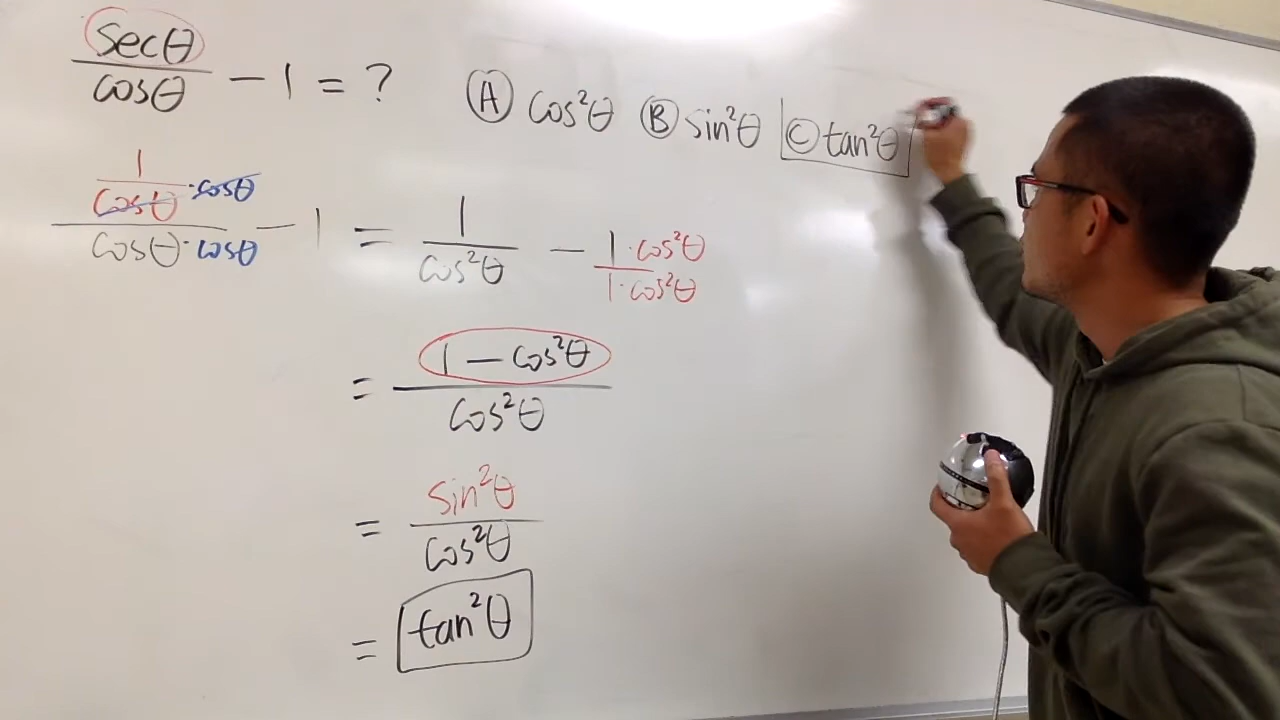 secθ/cosθ − 1 = ? Ⓐ cos²θ Ⓑ sin²θ Ⓒ tan²θ
(1/cosθ · cosθ)/(cosθ · cosθ) − 1 = 1/cos²θ − (1 · cos²θ)/(1 · cos²θ)
= (1 − cos²θ)/cos²θ
= sin²θ/cos²θ
= tan²θ